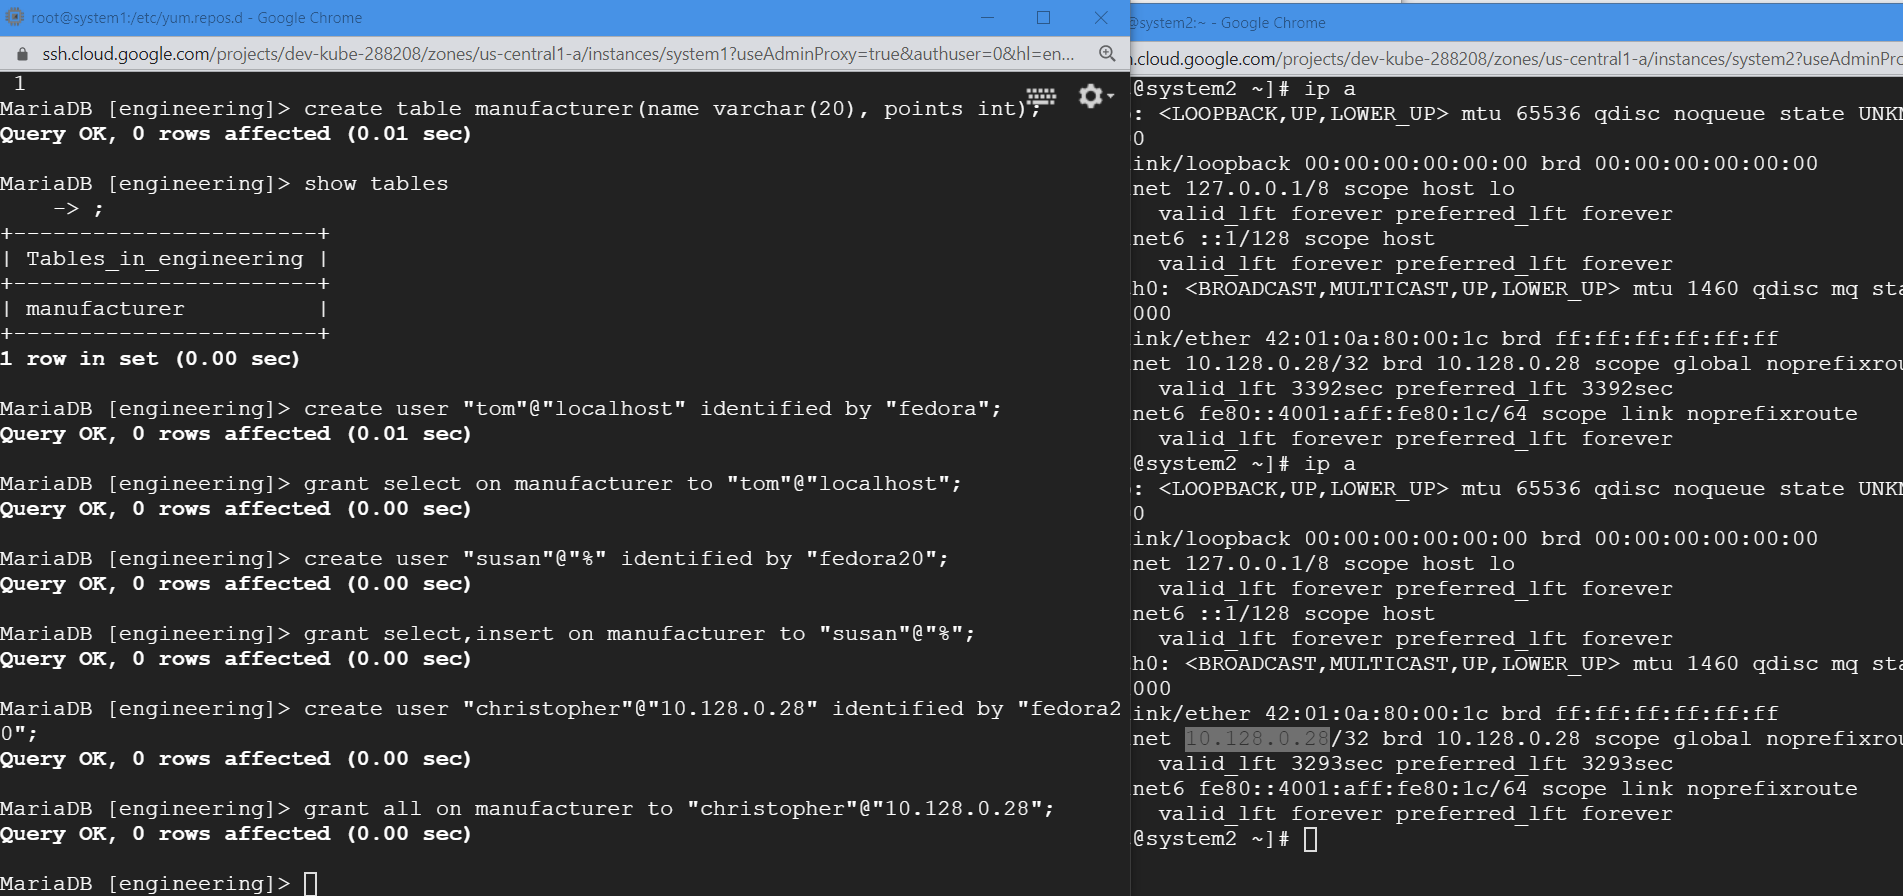 root@system1:/etc/yum.repos.d - Google Chrome
ssh.cloud.google.com/projects/dev-kube-288208/zones/us-central1-a/instances/system1?useAdminProxy=true&authuser=0&hl=en...
1
MariaDB [engineering]> create table manufacturer(name varchar(20), points int);
Query OK, 0 rows affected (0.01 sec)
MariaDB [engineering]> show tables
    -> ;
+-----------------------+
| Tables_in_engineering |
+-----------------------+
| manufacturer          |
+-----------------------+
1 row in set (0.00 sec)
MariaDB [engineering]> create user "tom"@"localhost" identified by "fedora";
Query OK, 0 rows affected (0.01 sec)
MariaDB [engineering]> grant select on manufacturer to "tom"@"localhost";
Query OK, 0 rows affected (0.00 sec)
MariaDB [engineering]> create user "susan"@"%" identified by "fedora20";
Query OK, 0 rows affected (0.00 sec)
MariaDB [engineering]> grant select,insert on manufacturer to "susan"@"%";
Query OK, 0 rows affected (0.00 sec)
MariaDB [engineering]> create user "christopher"@"10.128.0.28" identified by "fedora2
0";
Query OK, 0 rows affected (0.00 sec)
MariaDB [engineering]> grant all on manufacturer to "christopher"@"10.128.0.28";
Query OK, 0 rows affected (0.00 sec)
MariaDB [engineering]>
@system2:~ - Google Chrome
.cloud.google.com/projects/dev-kube-288208/zones/us-central1-a/instances/system2?useAdminPro
@system2 ~]# ip a
: <LOOPBACK,UP,LOWER_UP> mtu 65536 qdisc noqueue state UNKN
0
ink/loopback 00:00:00:00:00:00 brd 00:00:00:00:00:00
net 127.0.0.1/8 scope host lo
  valid_lft forever preferred_lft forever
net6 ::1/128 scope host
  valid_lft forever preferred_lft forever
h0: <BROADCAST,MULTICAST,UP,LOWER_UP> mtu 1460 qdisc mq sta
000
ink/ether 42:01:0a:80:00:1c brd ff:ff:ff:ff:ff:ff
net 10.128.0.28/32 brd 10.128.0.28 scope global noprefixrou
  valid_lft 3392sec preferred_lft 3392sec
net6 fe80::4001:aff:fe80:1c/64 scope link noprefixroute
  valid_lft forever preferred_lft forever
@system2 ~]# ip a
: <LOOPBACK,UP,LOWER_UP> mtu 65536 qdisc noqueue state UNKN
0
ink/loopback 00:00:00:00:00:00 brd 00:00:00:00:00:00
net 127.0.0.1/8 scope host lo
  valid_lft forever preferred_lft forever
net6 ::1/128 scope host
  valid_lft forever preferred_lft forever
h0: <BROADCAST,MULTICAST,UP,LOWER_UP> mtu 1460 qdisc mq sta
000
ink/ether 42:01:0a:80:00:1c brd ff:ff:ff:ff:ff:ff
net 10.128.0.28/32 brd 10.128.0.28 scope global noprefixrou
  valid_lft 3293sec preferred_lft 3293sec
net6 fe80::4001:aff:fe80:1c/64 scope link noprefixroute
  valid_lft forever preferred_lft forever
@system2 ~]#